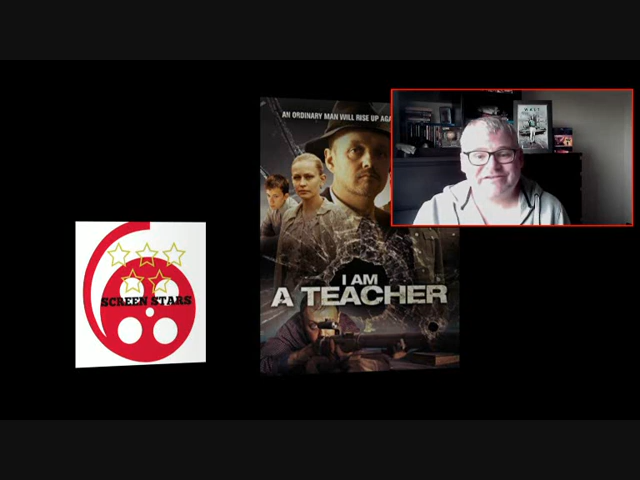 AN ORDINARY MAN WILL RISE UP AGA
I AM
A TEACHER
SCREEN STARS